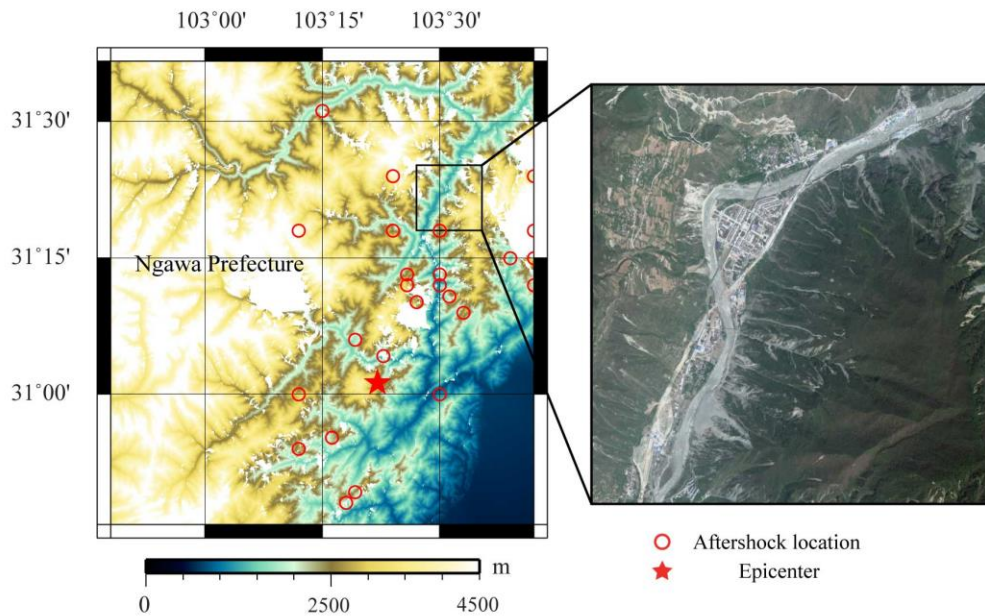 103°00' 103°15' 103°30'
31°30'
31°15'
Ngawa Prefecture
31°00'
m
0 2500 4500
Aftershock location
Epicenter